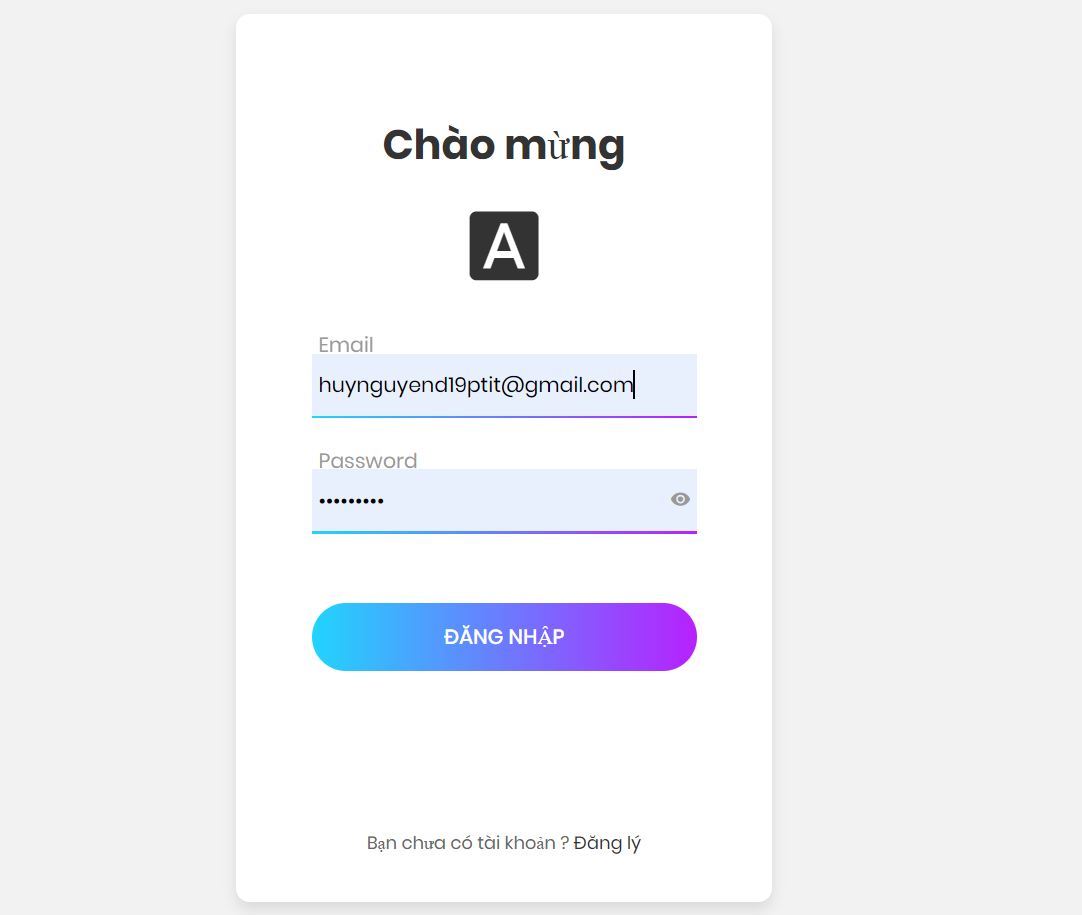 Chào mừng
A
Email
huynguyend19ptit@gmail.com
Password
•••••••••
ĐĂNG NHẬP
Bạn chưa có tài khoản ? Đăng lý